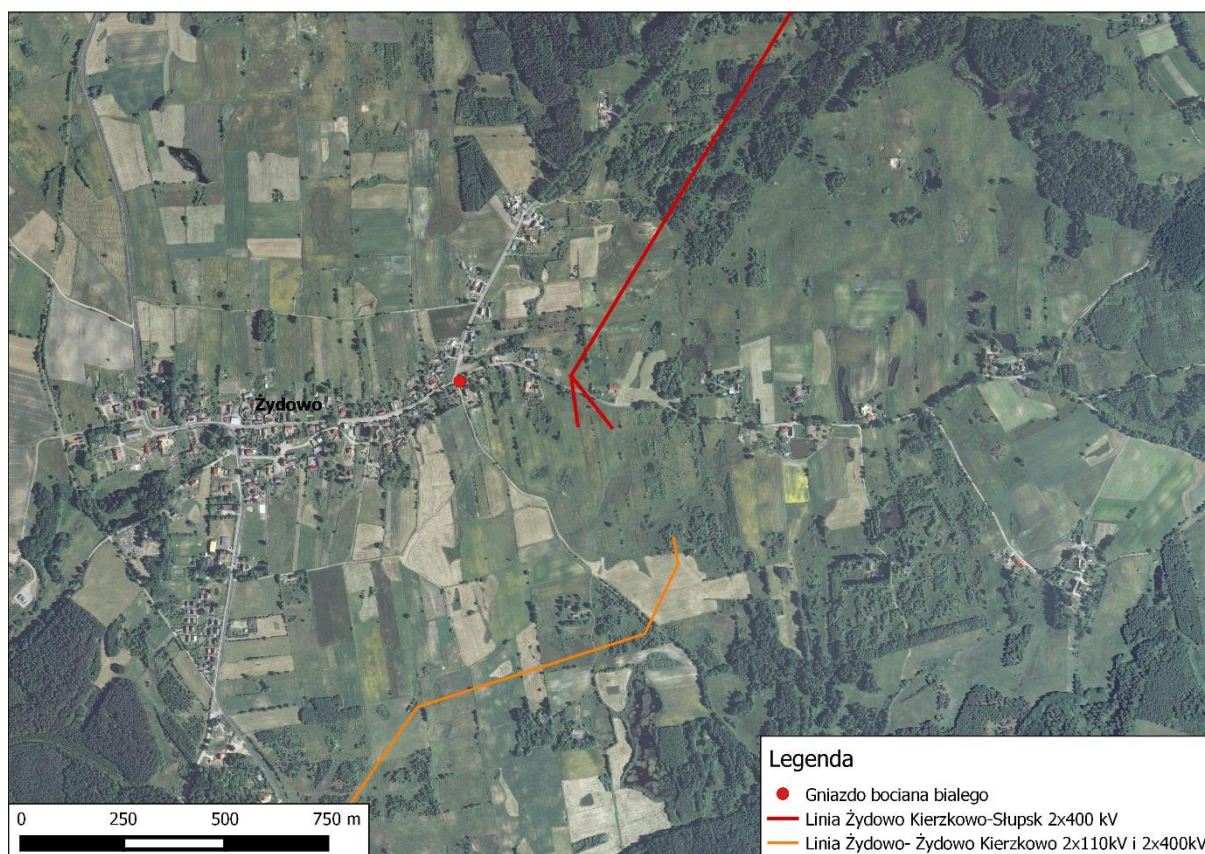 Żydowo
Legenda
Gniazdo bociana bialego
Linia Żydowo Kierzkowo-Słupsk 2x400 kV
Linia Żydowo- Żydowo Kierzkowo 2x110kV i 2x400kV
0 250 500 750 m